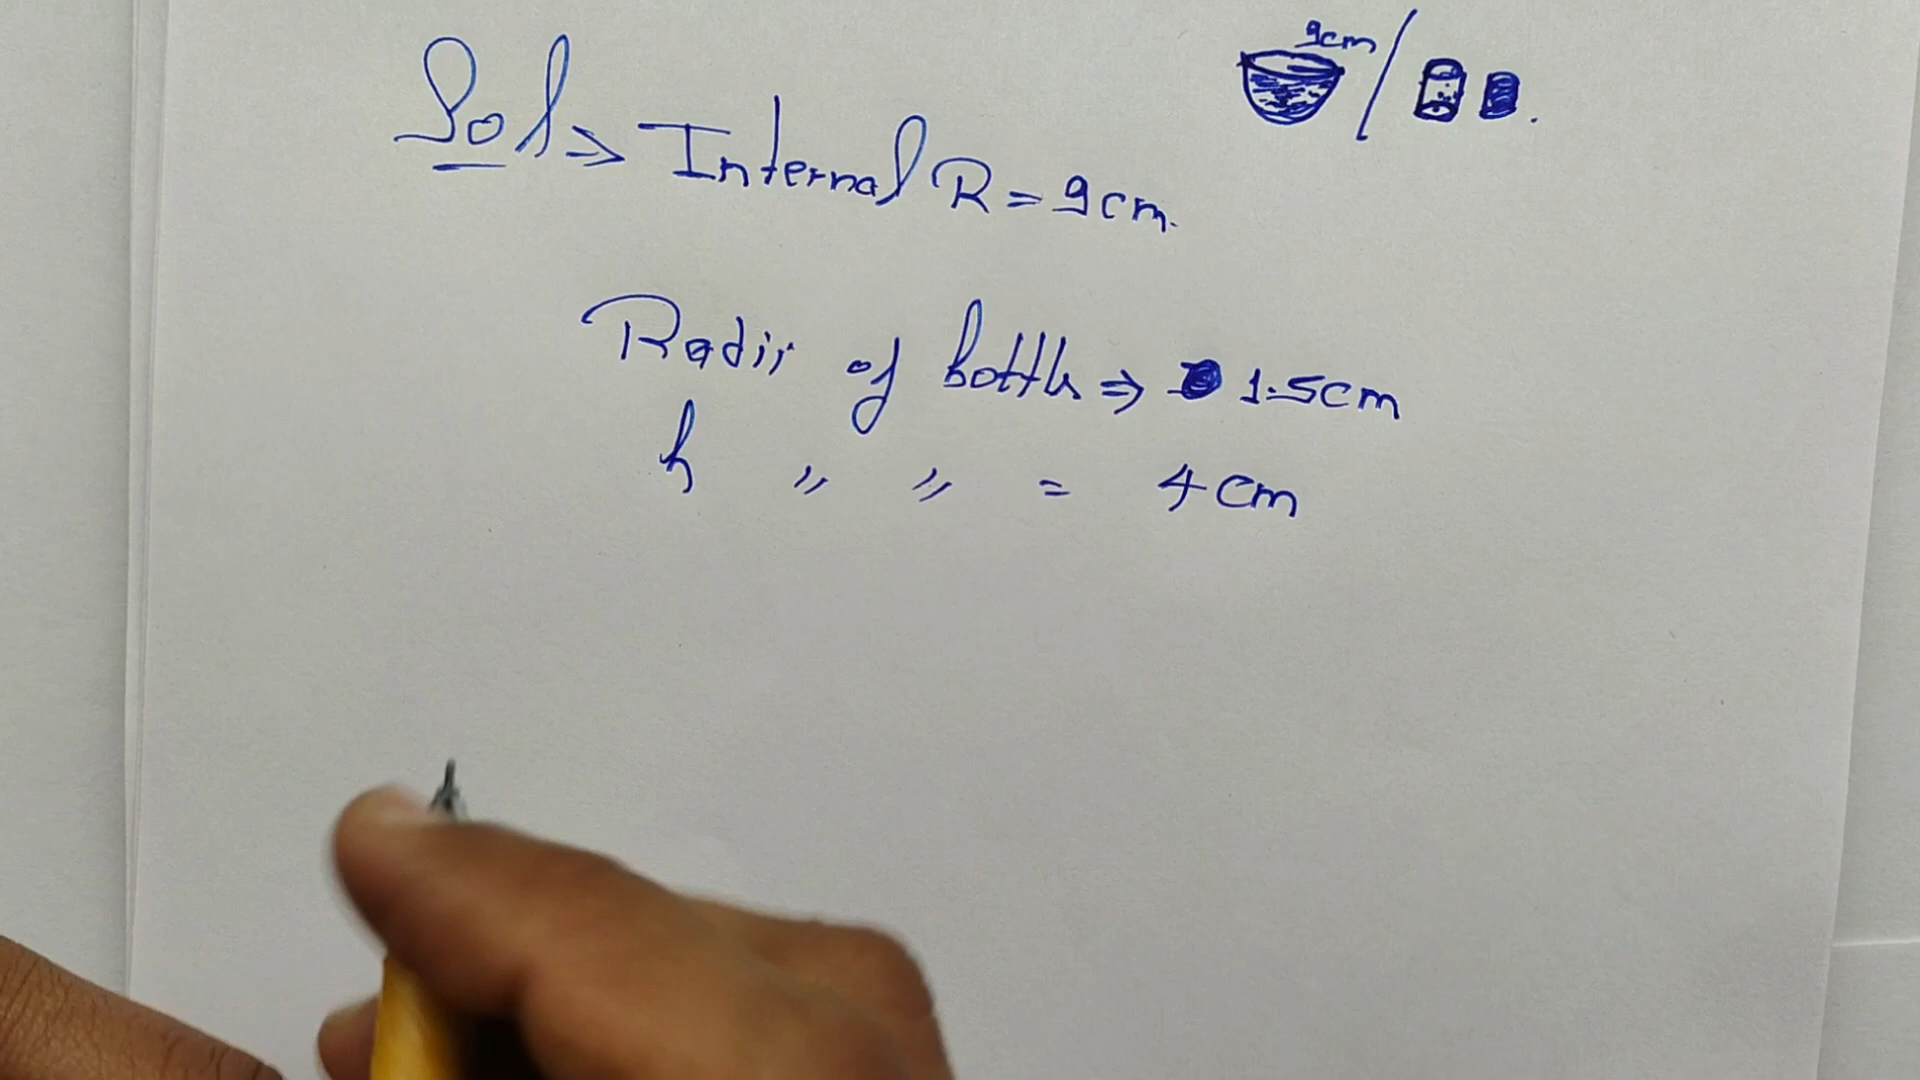 9cm
Sol ⇒ Internal R = 9cm.
Radii of bottle ⇒ 1.5cm
h " " = 4cm